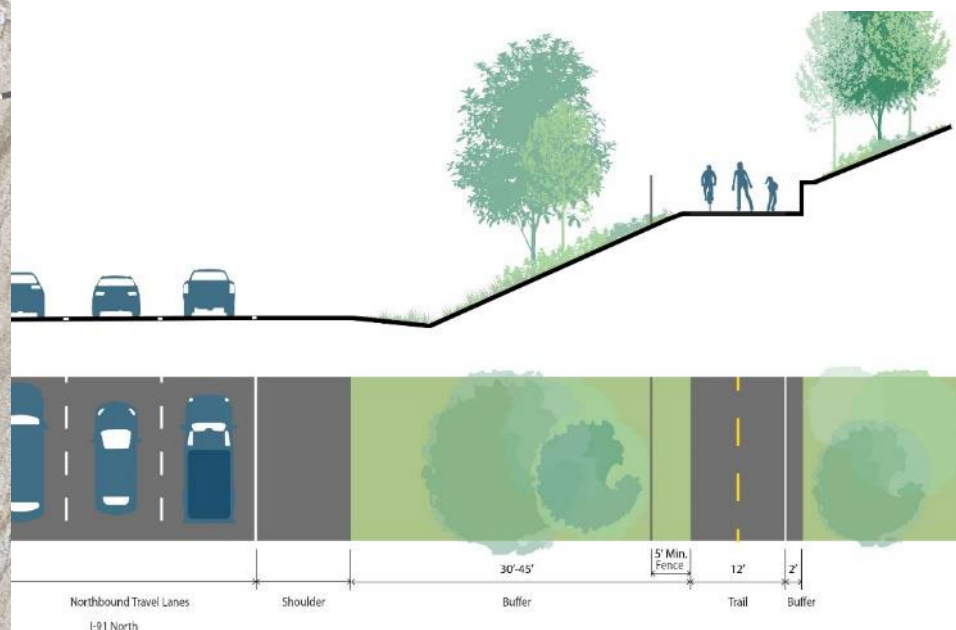 30'-45'
5' Min.
Fence
12'
2'
Northbound Travel Lanes
Shoulder
Buffer
Trail
Buffer
I-91 North